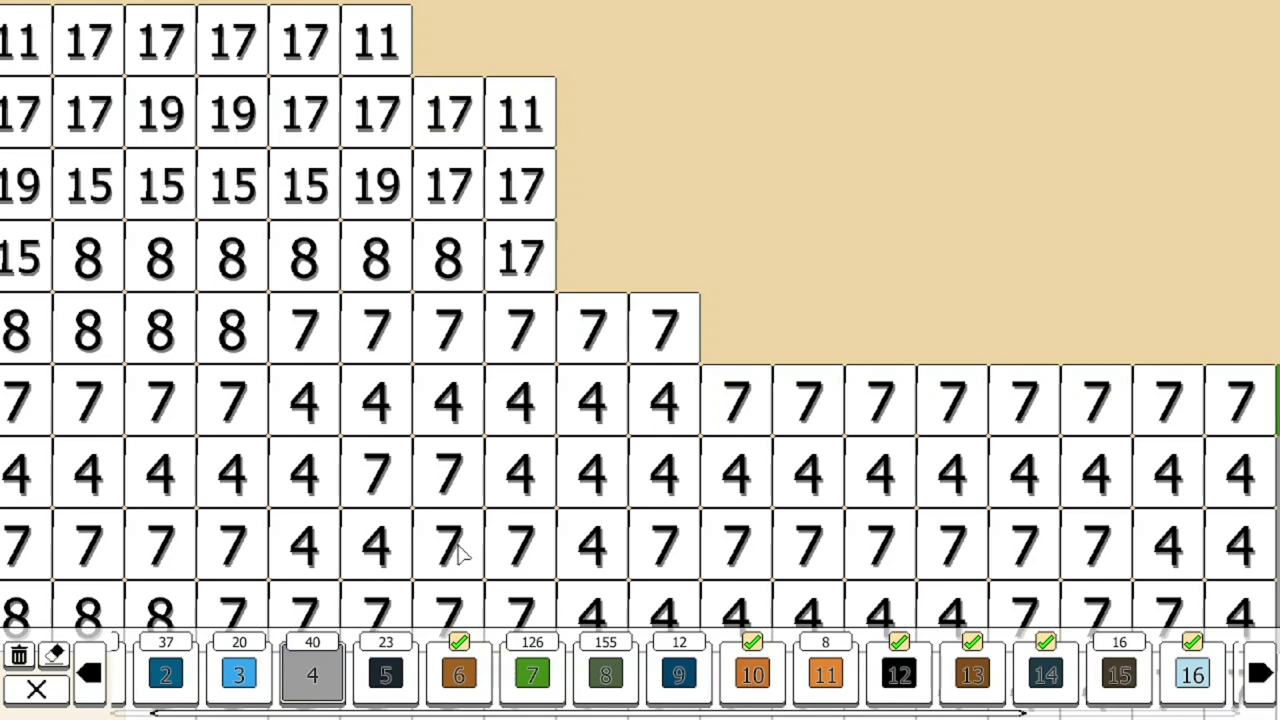 11 17 17 17 17 11
17 17 19 19 17 17 17 11
19 15 15 15 15 19 17 17
15 8 8 8 8 8 8 17
8 8 8 8 7 7 7 7 7 7
7 7 7 7 4 4 4 4 4 4 7 7 7 7 7 7 7 7
4 4 4 4 4 7 7 4 4 4 4 4 4 4 4 4 4 4
7 7 7 7 4 4 7 7 4 7 7 7 7 7 7 7 4 4
8 8 8 7 7 7 7 7 4 4 4 4 4 4 7 7 7 4
37 20 40 23 126 155 12 8 16
2 3 4 5 6 7 8 9 10 11 12 13 14 15 16